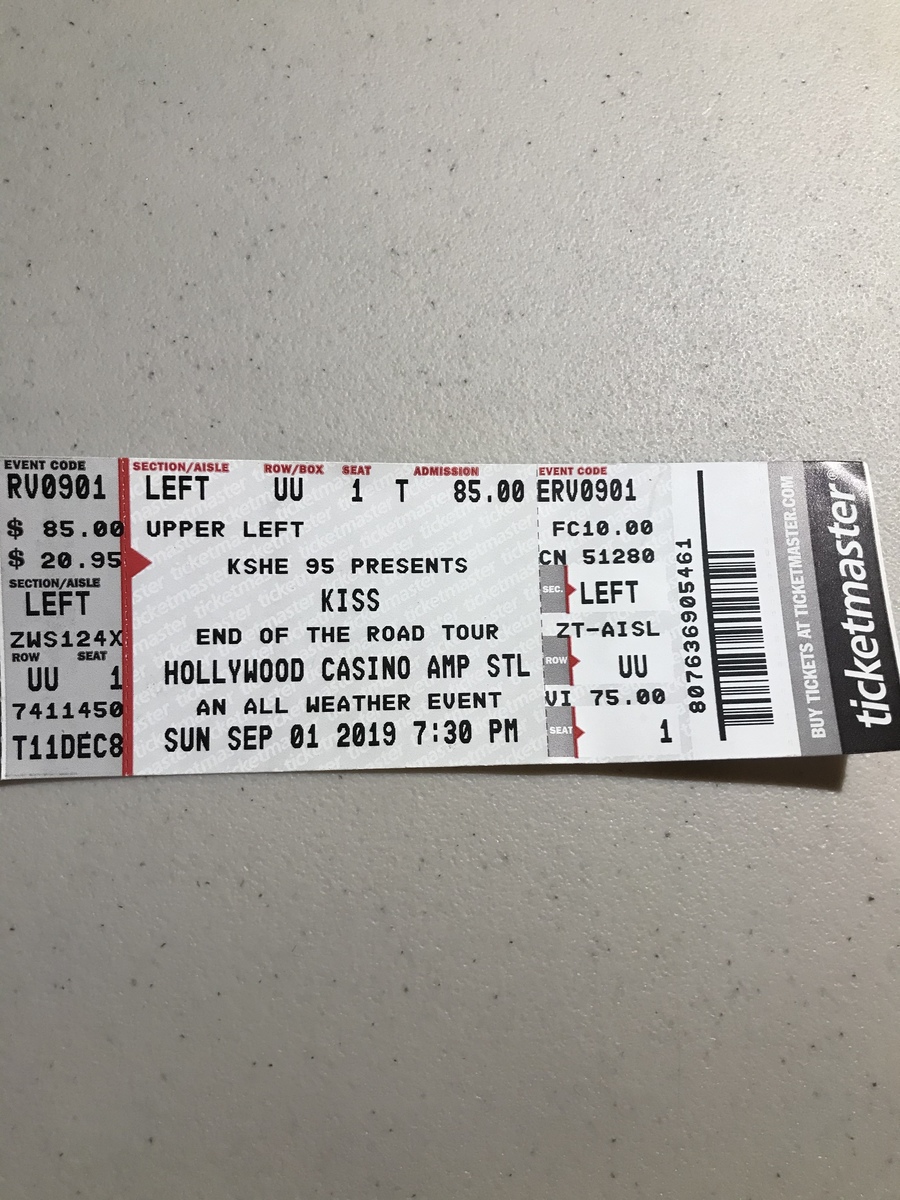 EVENT CODE
RV0901
$ 85.00
$ 20.95
SECTION/AISLE
LEFT
ZWS124X
ROW SEAT
UU 1
7411450
T11DEC8
SECTION/AISLE ROW/BOX SEAT ADMISSION
LEFT UU 1 T 85.00
UPPER LEFT
KSHE 95 PRESENTS
KISS
END OF THE ROAD TOUR
HOLLYWOOD CASINO AMP STL
AN ALL WEATHER EVENT
SUN SEP 01 2019 7:30 PM
EVENT CODE
ERV0901
FC10.00
CN 51280
SEC. LEFT
ZT-AISL
ROW UU
VI 75.00
SEAT 1
807636905461
BUY TICKETS AT TICKETMASTER.COM
ticketmaster®